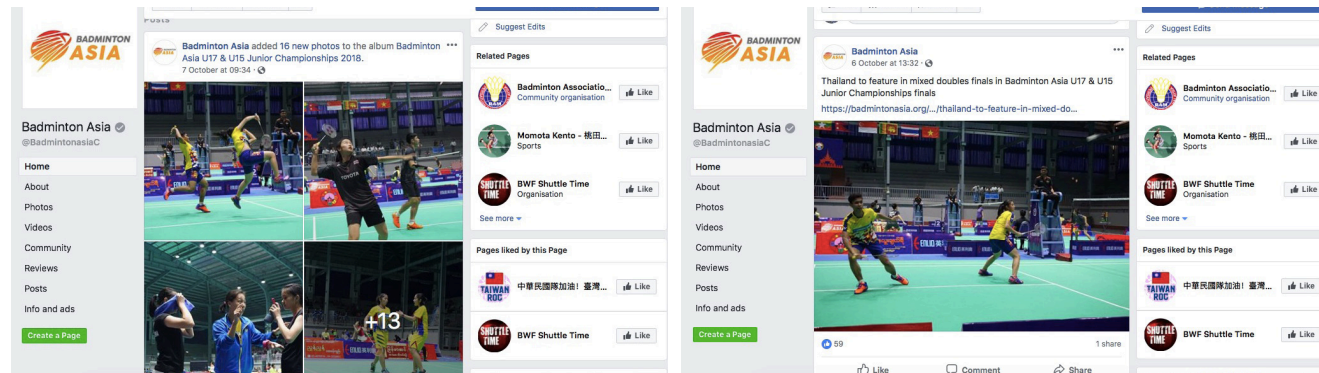 Posts
BADMINTON
ASIA
Badminton Asia
@BadmintonasiaC
Home
About
Photos
Videos
Community
Reviews
Posts
Info and ads
Create a Page
Badminton Asia added 16 new photos to the album Badminton
Asia U17 & U15 Junior Championships 2018.
7 October at 09:34
TOYOTA
+13
Suggest Edits
Related Pages
Badminton Associatio...
Community organisation
Like
Momota Kento - 桃田...
Sports
Like
SHUTTLE
TIME
BWF Shuttle Time
Organisation
Like
See more
Pages liked by this Page
TAIWAN
ROC
中華民國隊加油！臺灣...
Like
SHUTTLE
TIME
BWF Shuttle Time
Like
BADMINTON
ASIA
Badminton Asia
@BadmintonasiaC
Home
About
Photos
Videos
Community
Reviews
Posts
Info and ads
Create a Page
Badminton Asia
6 October at 13:32
Thailand to feature in mixed doubles finals in Badminton Asia U17 & U15
Junior Championships finals
https://badmintonasia.org/.../thailand-to-feature-in-mixed-do...
59
1 share
Like
Comment
Share
Suggest Edits
Related Pages
Badminton Associatio...
Community organisation
Like
Momota Kento - 桃田...
Sports
Like
SHUTTLE
TIME
BWF Shuttle Time
Organisation
Like
See more
Pages liked by this Page
TAIWAN
ROC
中華民國隊加油！臺灣...
Like
SHUTTLE
TIME
BWF Shuttle Time
Like